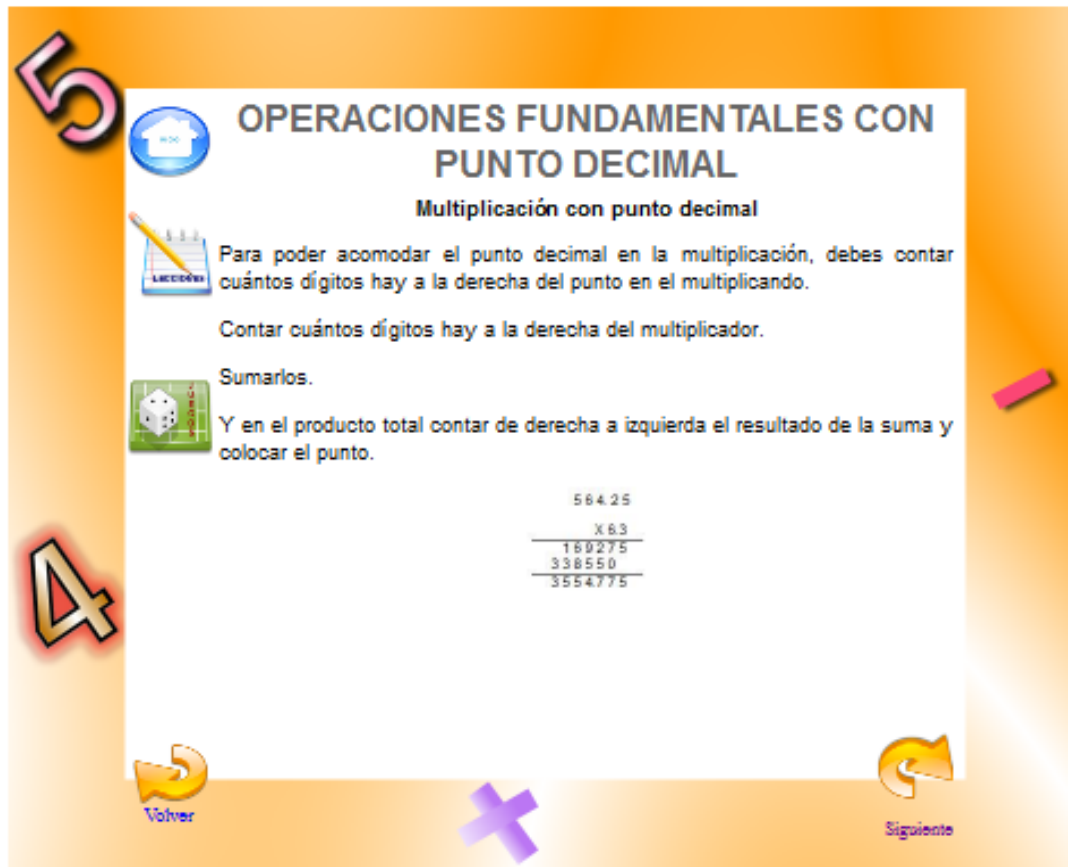 5
OPERACIONES FUNDAMENTALES CON
PUNTO DECIMAL
Multiplicación con punto decimal
Para poder acomodar el punto decimal en la multiplicación, debes contar
LECCIONES
cuántos dígitos hay a la derecha del punto en el multiplicando.
Contar cuántos dígitos hay a la derecha del multiplicador.
Sumarlos.
Y en el producto total contar de derecha a izquierda el resultado de la suma y
colocar el punto.
564.25
X 6.3
169275
338550
3554.775
4
Volver
Siguiente